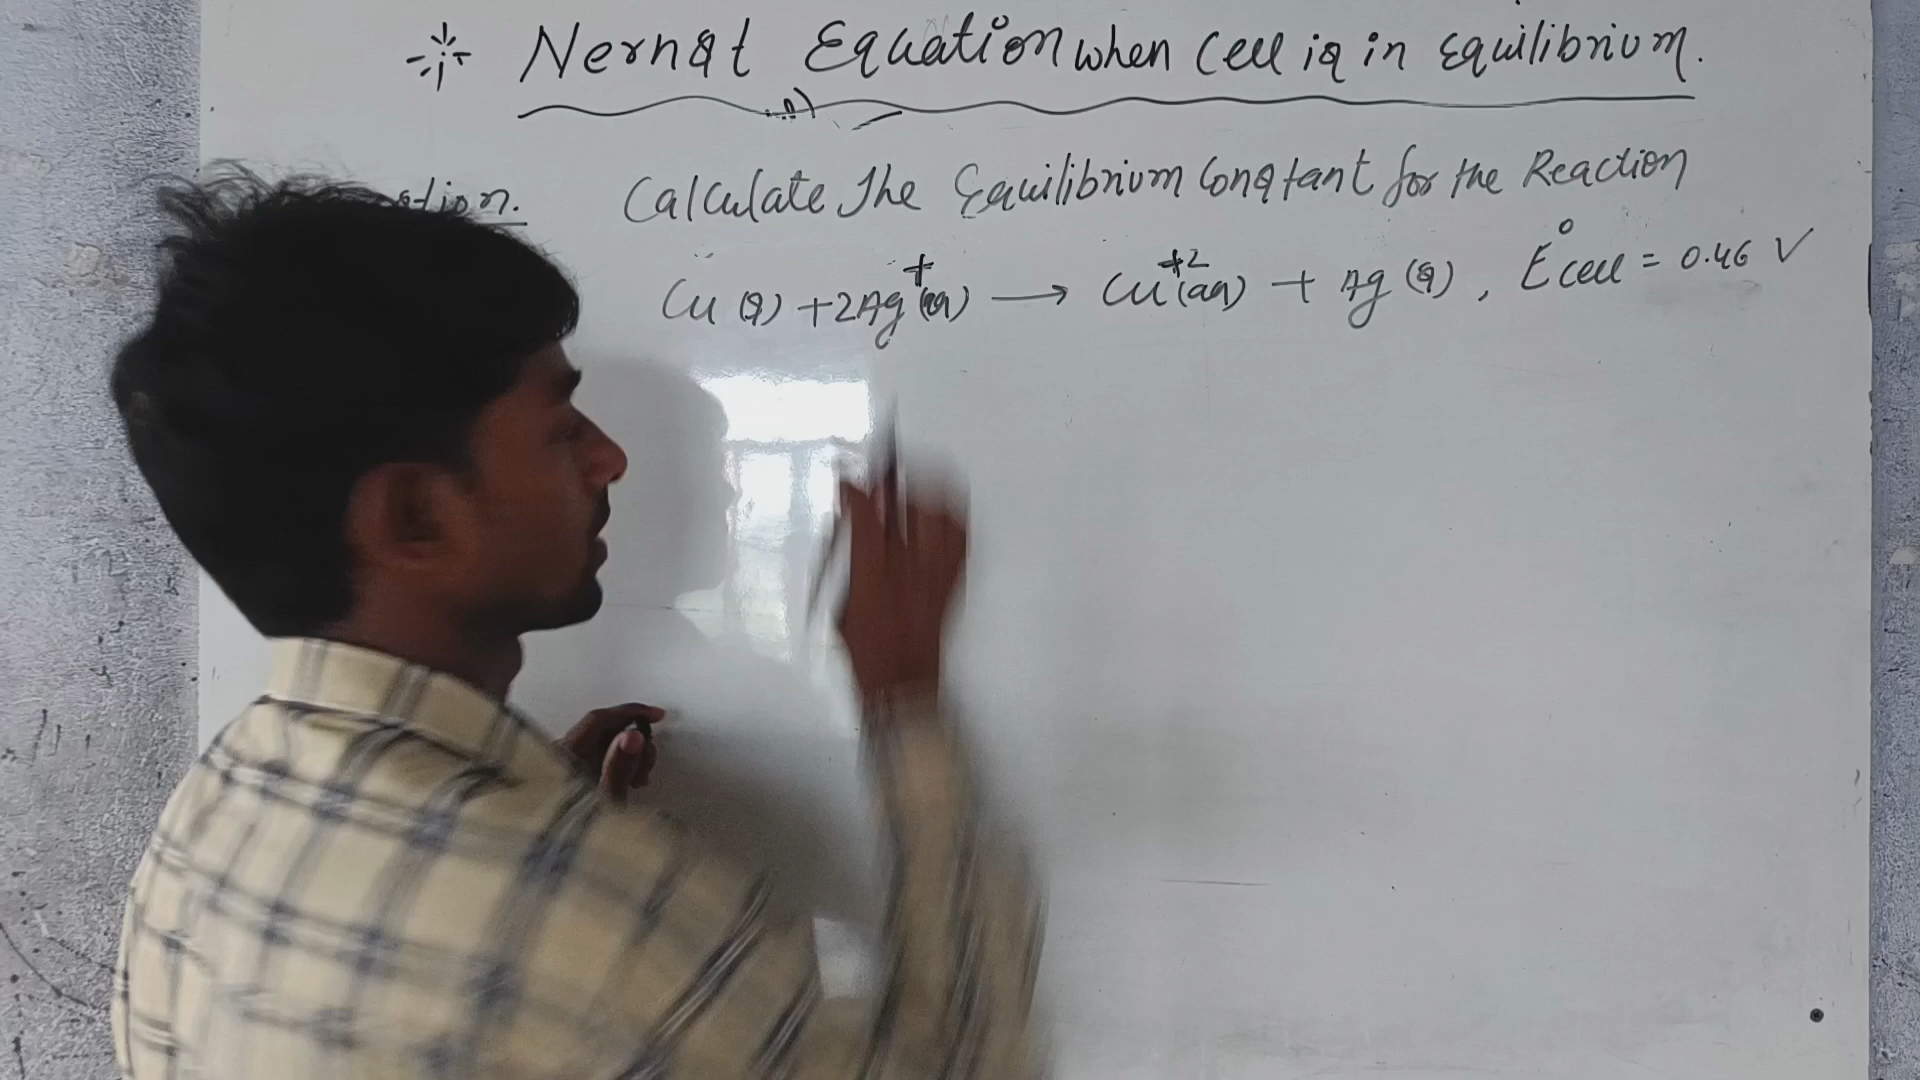 Nernst Equation when Cell is in Equilibrium.
Calculate The Equilibrium Constant for the Reaction
Cu (s) + 2Ag⁺(aq) → Cu⁺²(aq) + Ag (s), E°cell = 0.46 V